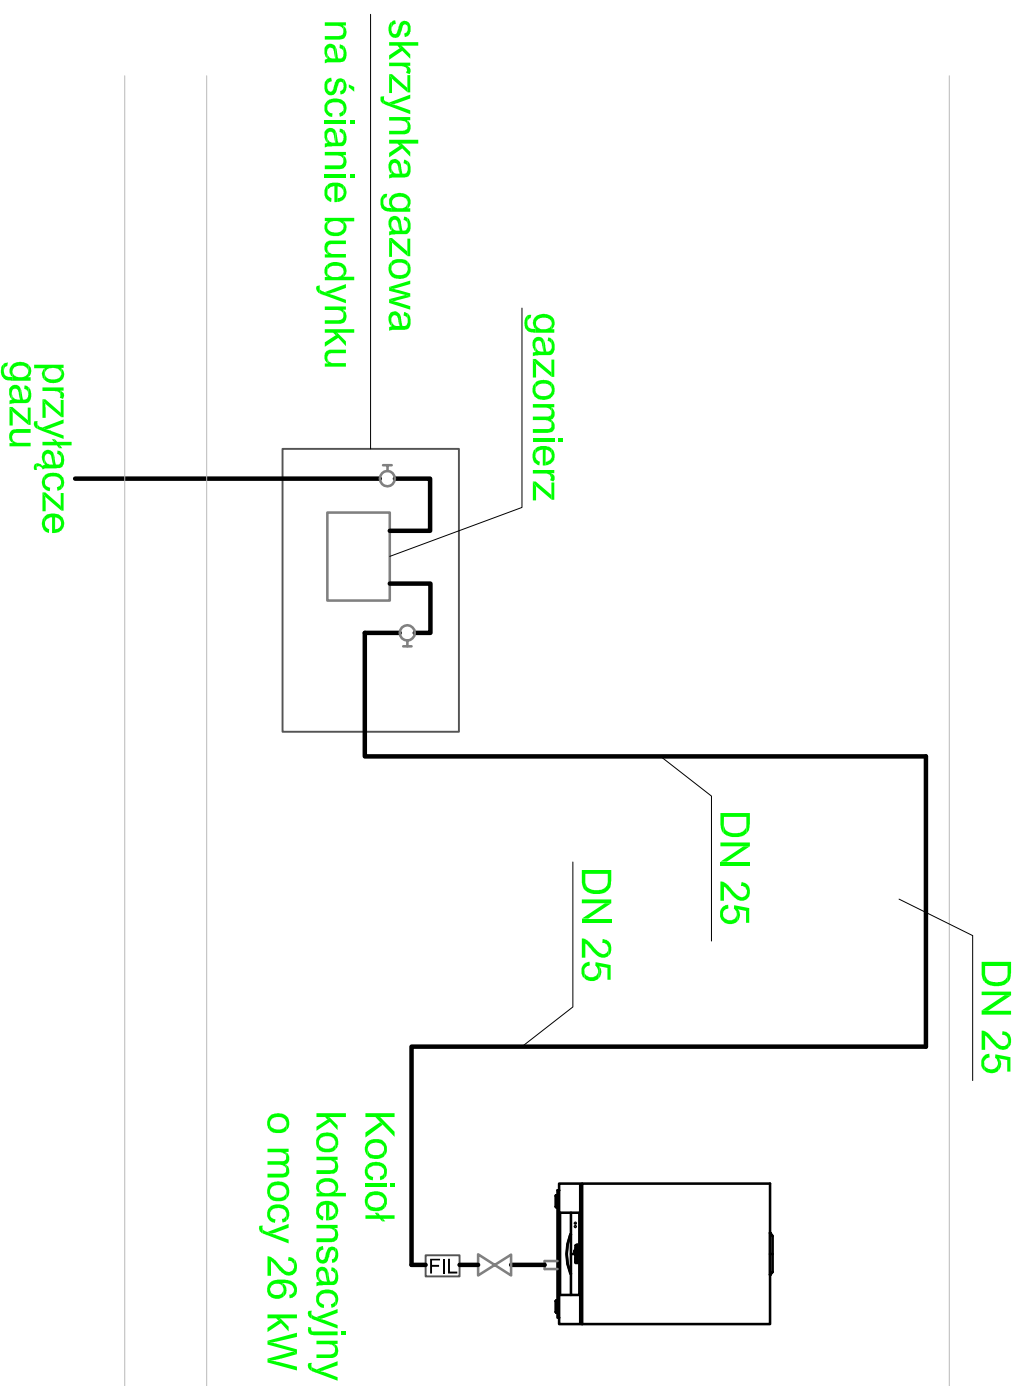 skrzynka gazowa
na ścianie budynku
gazomierz
przyłącze
gazu
DN 25
DN 25
DN 25
Kocioł
kondensacyjny
o mocy 26 kW
FIL